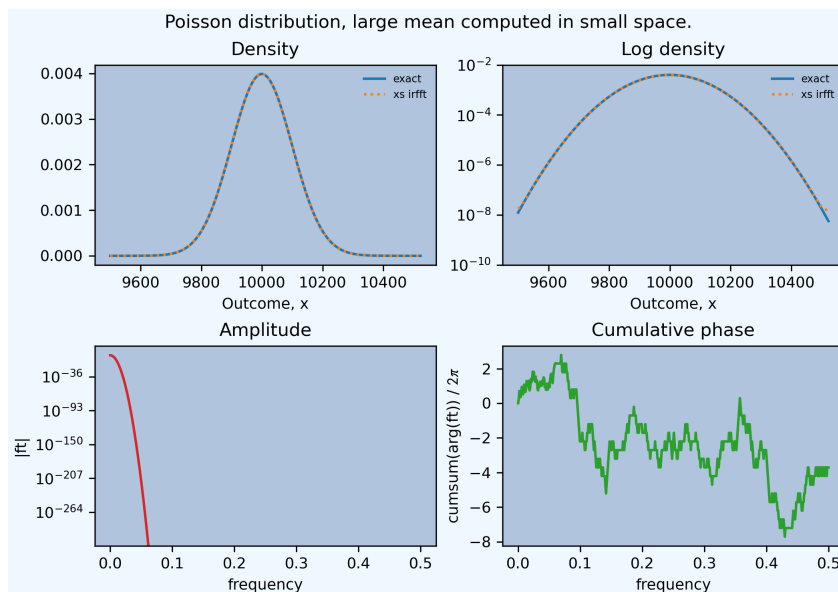 Poisson distribution, large mean computed in small space.
Density
0.004
0.003
0.002
0.001
0.000
exact
xs irfft
9600 9800 10000 10200 10400
Outcome, x
Log density
10⁻²
10⁻⁴
10⁻⁶
10⁻⁸
10⁻¹⁰
exact
xs irfft
9600 9800 10000 10200 10400
Outcome, x
Amplitude
|ft|
10⁻³⁶
10⁻⁹³
10⁻¹⁵⁰
10⁻²⁰⁷
10⁻²⁶⁴
0.0 0.1 0.2 0.3 0.4 0.5
frequency
Cumulative phase
cumsum(arg(ft)) / 2π
2
0
−2
−4
−6
−8
0.0 0.1 0.2 0.3 0.4 0.5
frequency